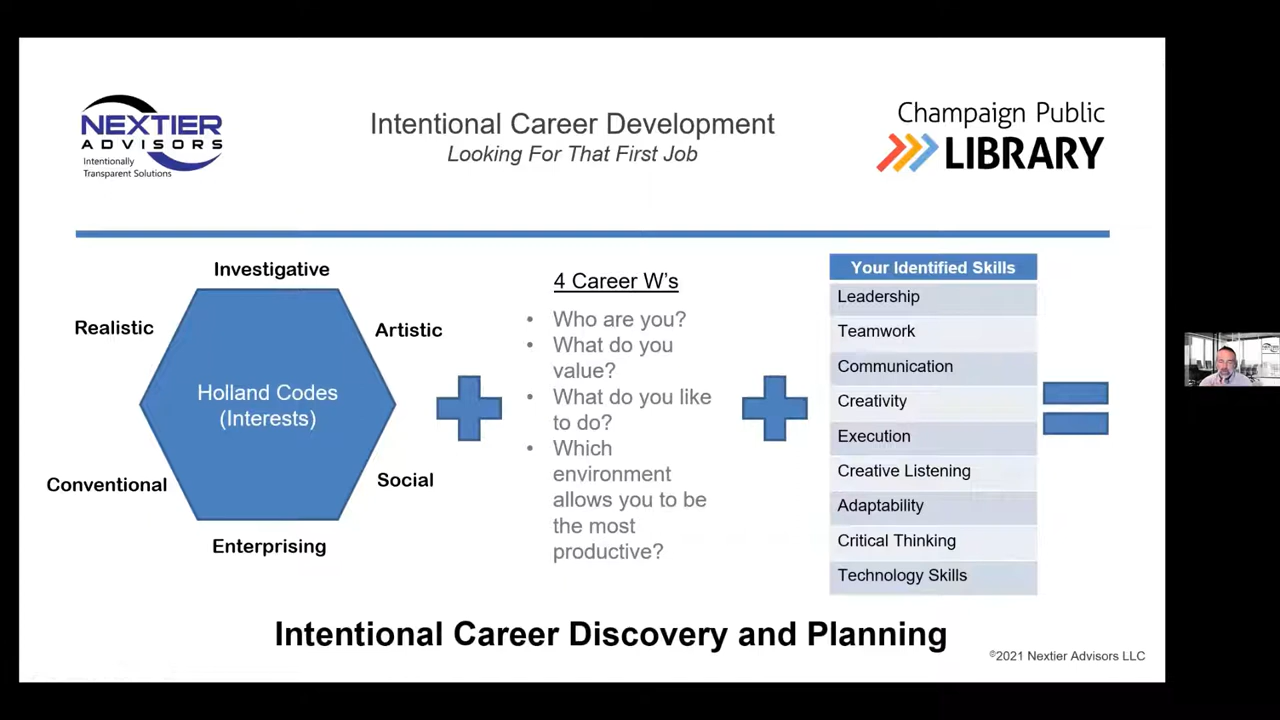 NEXTIER
ADVISORS
Intentionally
Transparent Solutions
Intentional Career Development
Looking For That First Job
Champaign Public
LIBRARY
Investigative
Realistic
Artistic
Holland Codes
(Interests)
Conventional
Social
Enterprising
4 Career W's
• Who are you?
• What do you
value?
• What do you like
to do?
• Which
environment
allows you to be
the most
productive?
Your Identified Skills
Leadership
Teamwork
Communication
Creativity
Execution
Creative Listening
Adaptability
Critical Thinking
Technology Skills
Intentional Career Discovery and Planning
©2021 Nextier Advisors LLC